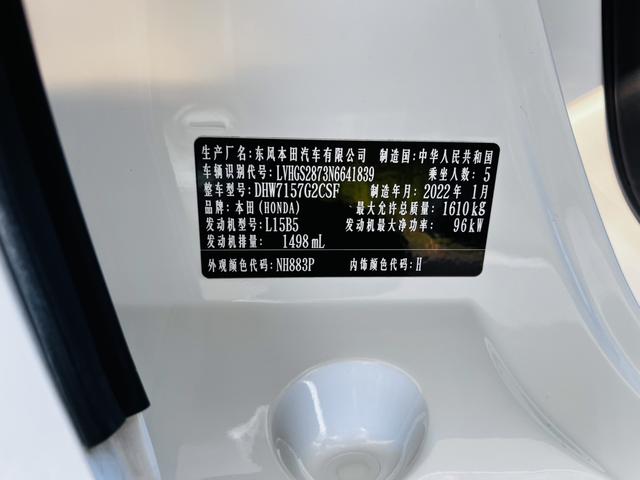 生产厂名:东风本田汽车有限公司 制造国:中华人民共和国
车辆识别代号:LVHGS2873N6641839 乘坐人数:5
整车型号:DHW7157G2CSF 制造年月:2022年1月
品牌:本田(HONDA) 最大允许总质量:1610kg
发动机型号:L15B5 发动机最大净功率:96kW
发动机排量:1498mL
外观颜色代码:NH883P 内饰颜色代码:H